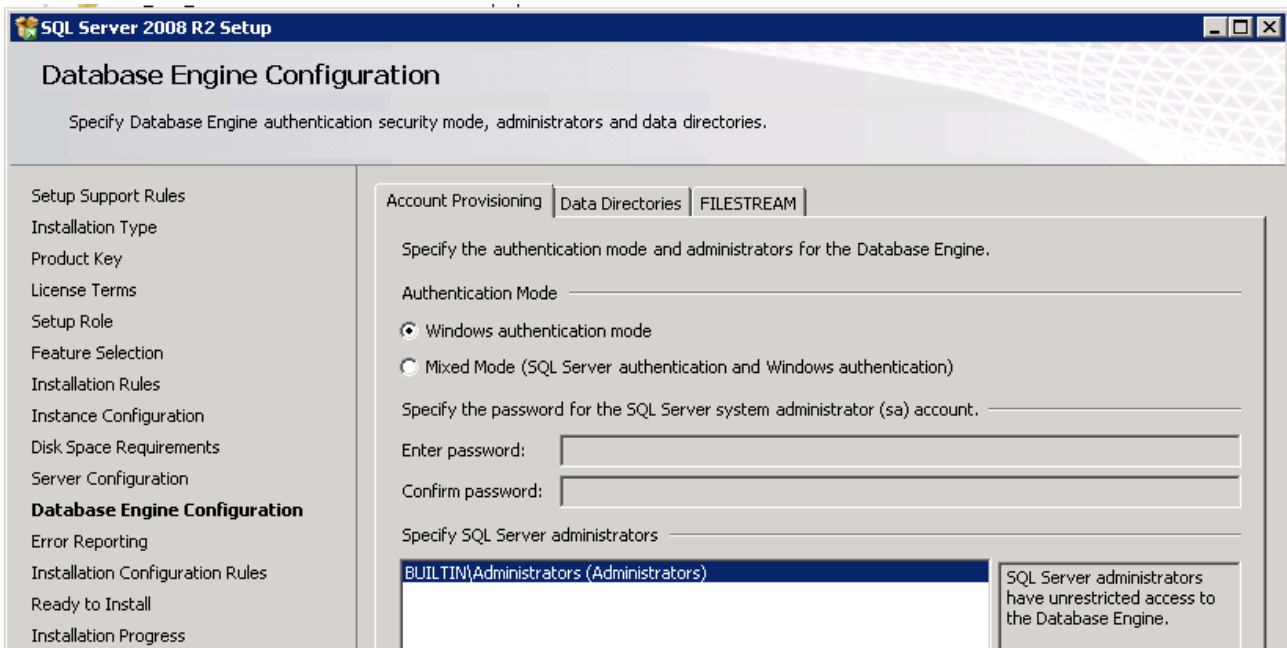 SQL Server 2008 R2 Setup
Database Engine Configuration
Specify Database Engine authentication security mode, administrators and data directories.
Setup Support Rules
Installation Type
Product Key
License Terms
Setup Role
Feature Selection
Installation Rules
Instance Configuration
Disk Space Requirements
Server Configuration
Database Engine Configuration
Error Reporting
Installation Configuration Rules
Ready to Install
Installation Progress
Account Provisioning Data Directories FILESTREAM
Specify the authentication mode and administrators for the Database Engine.
Authentication Mode
Windows authentication mode
Mixed Mode (SQL Server authentication and Windows authentication)
Specify the password for the SQL Server system administrator (sa) account.
Enter password:
Confirm password:
Specify SQL Server administrators
BUILTIN\Administrators (Administrators)
SQL Server administrators
have unrestricted access to
the Database Engine.